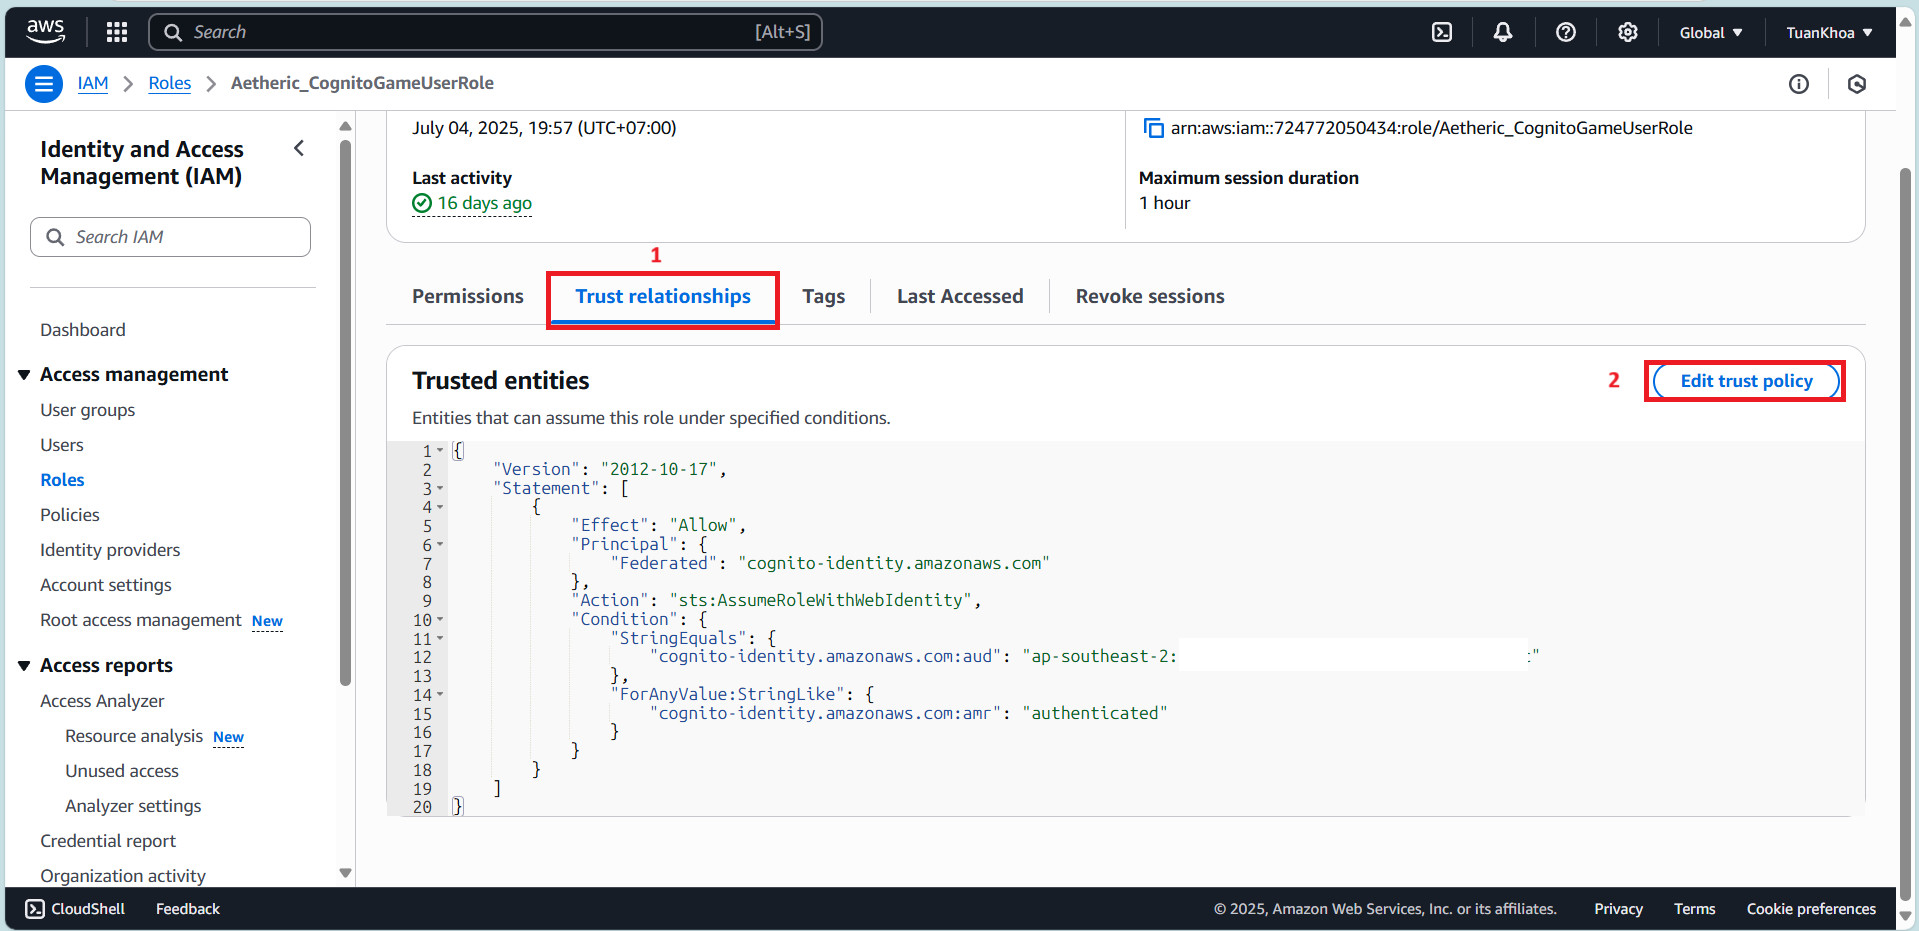 aws
Search
[Alt+S]
Global
TuanKhoa
IAM
Roles
Aetheric_CognitoGameUserRole
Identity and Access
Management (IAM)
Search IAM
Dashboard
Access management
User groups
Users
Roles
Policies
Identity providers
Account settings
Root access management New
Access reports
Access Analyzer
Resource analysis New
Unused access
Analyzer settings
Credential report
Organization activity
July 04, 2025, 19:57 (UTC+07:00)
arn:aws:iam::724772050434:role/Aetheric_CognitoGameUserRole
Last activity
16 days ago
Maximum session duration
1 hour
1
Permissions
Trust relationships
Tags
Last Accessed
Revoke sessions
Trusted entities
2
Edit trust policy
Entities that can assume this role under specified conditions.
1 {
2 "Version": "2012-10-17",
3 "Statement": [
4 {
5 "Effect": "Allow",
6 "Principal": {
7 "Federated": "cognito-identity.amazonaws.com"
8 },
9 "Action": "sts:AssumeRoleWithWebIdentity",
10 "Condition": {
11 "StringEquals": {
12 "cognito-identity.amazonaws.com:aud": "ap-southeast-2: "
13 },
14 "ForAnyValue:StringLike": {
15 "cognito-identity.amazonaws.com:amr": "authenticated"
16 }
17 }
18 }
19 ]
20 }
CloudShell
Feedback
© 2025, Amazon Web Services, Inc. or its affiliates.
Privacy
Terms
Cookie preferences